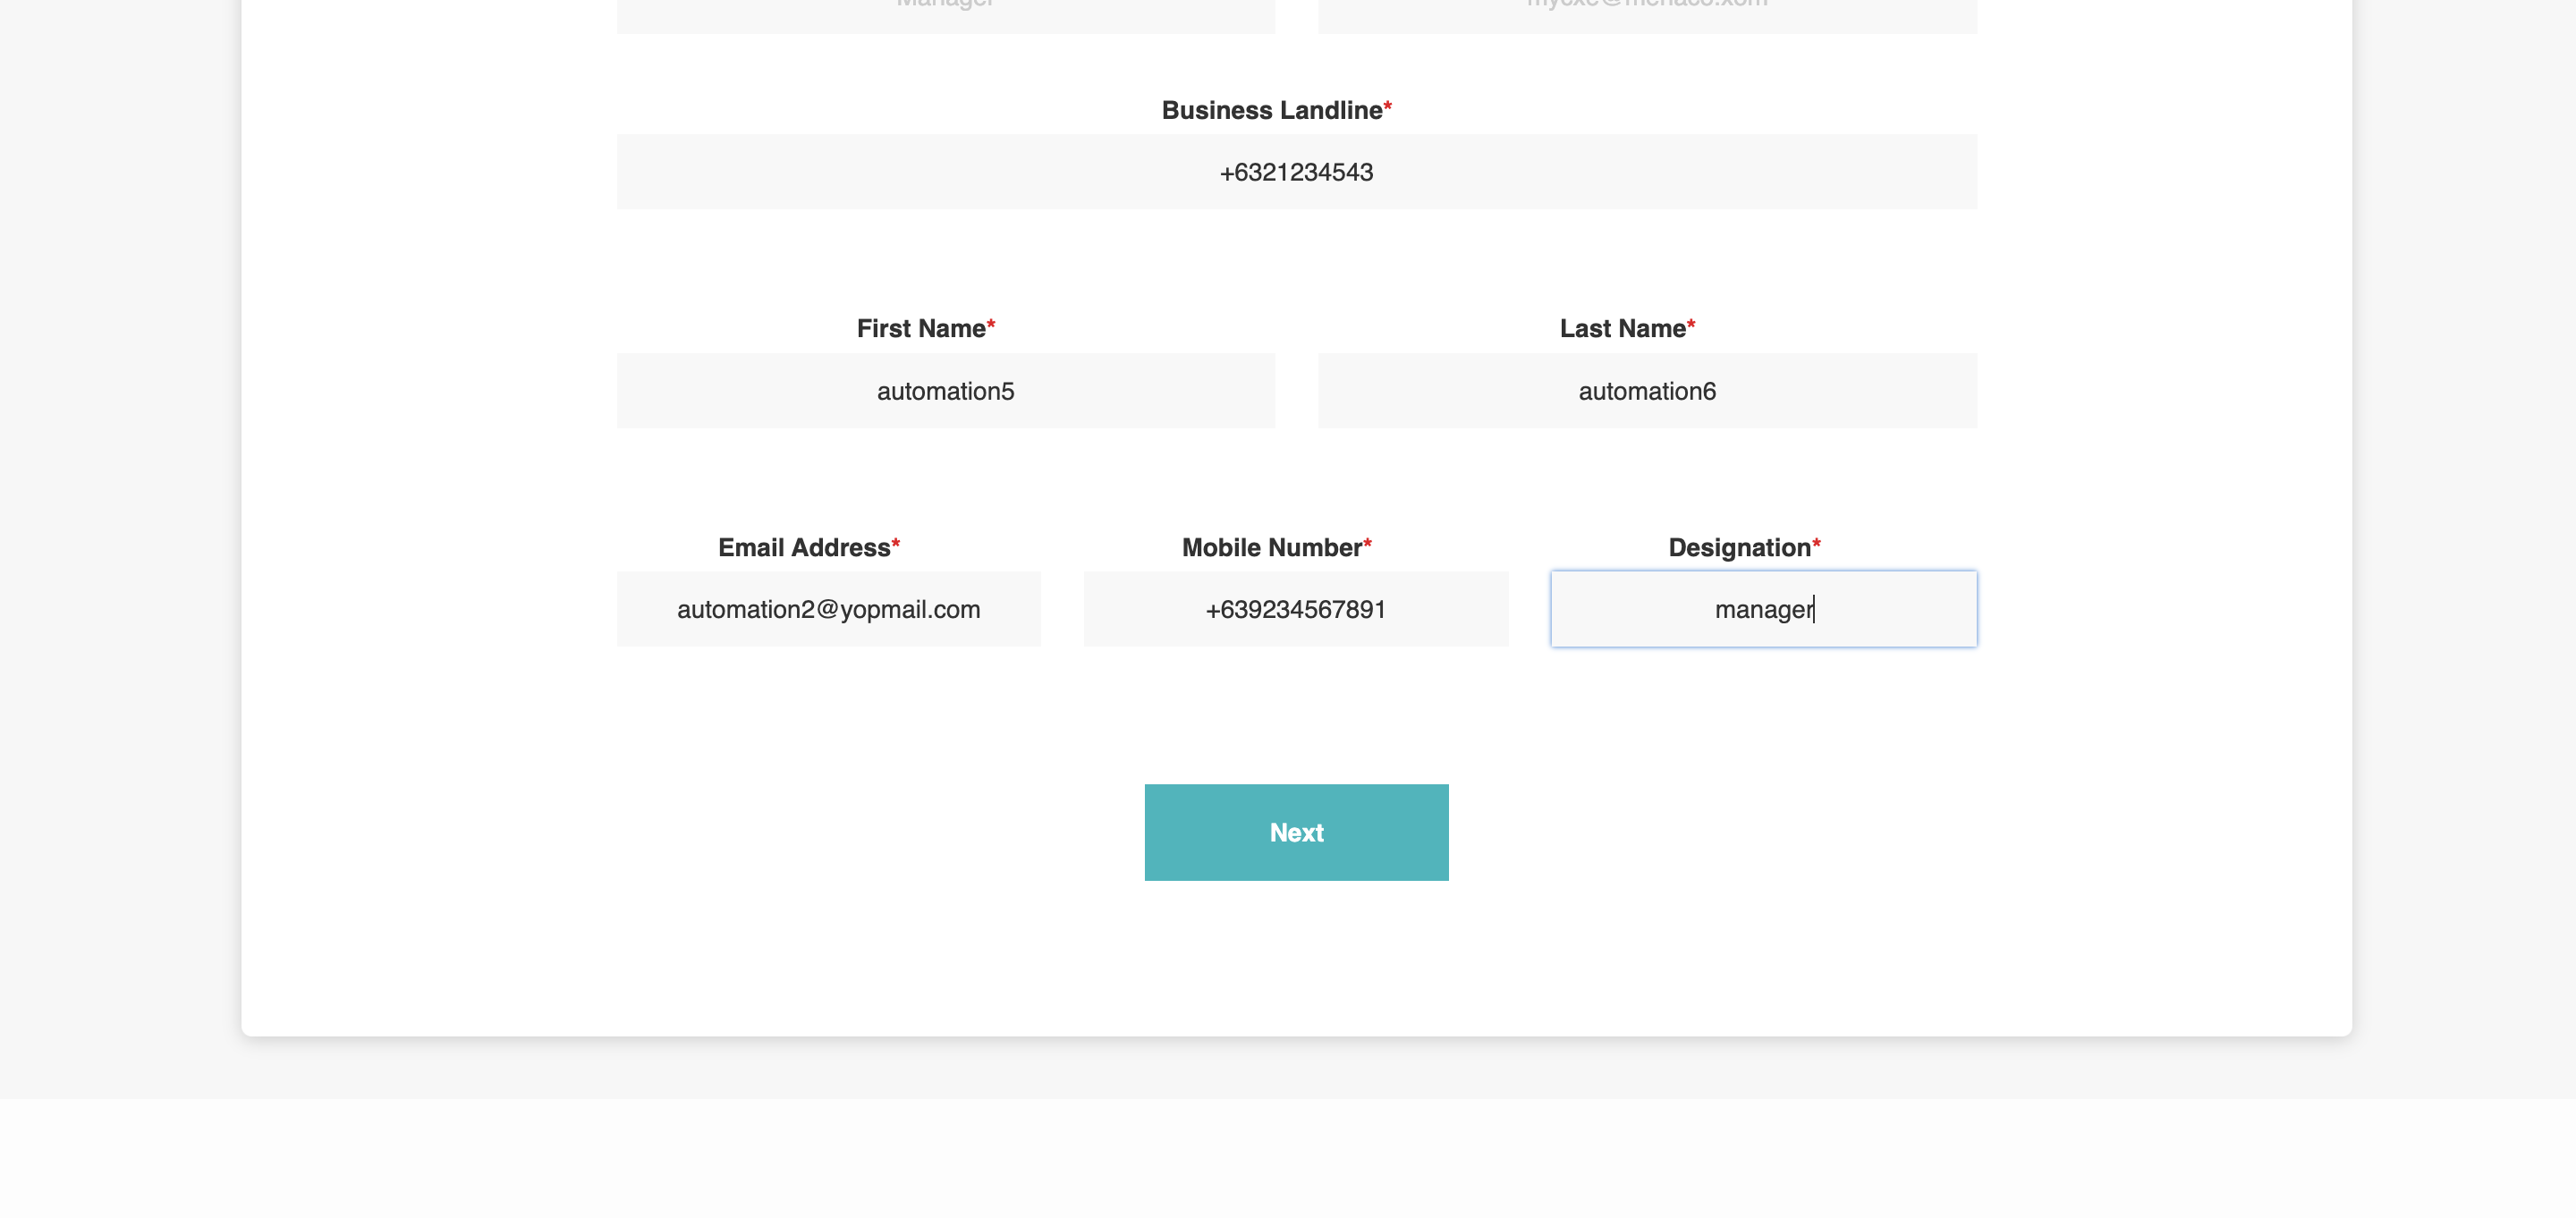 Manager
Business Landline*
+6321234543
First Name*
Last Name*
automation5
automation6
Email Address*
Mobile Number*
Designation*
automation2@yopmail.com
+639234567891
manager
Next